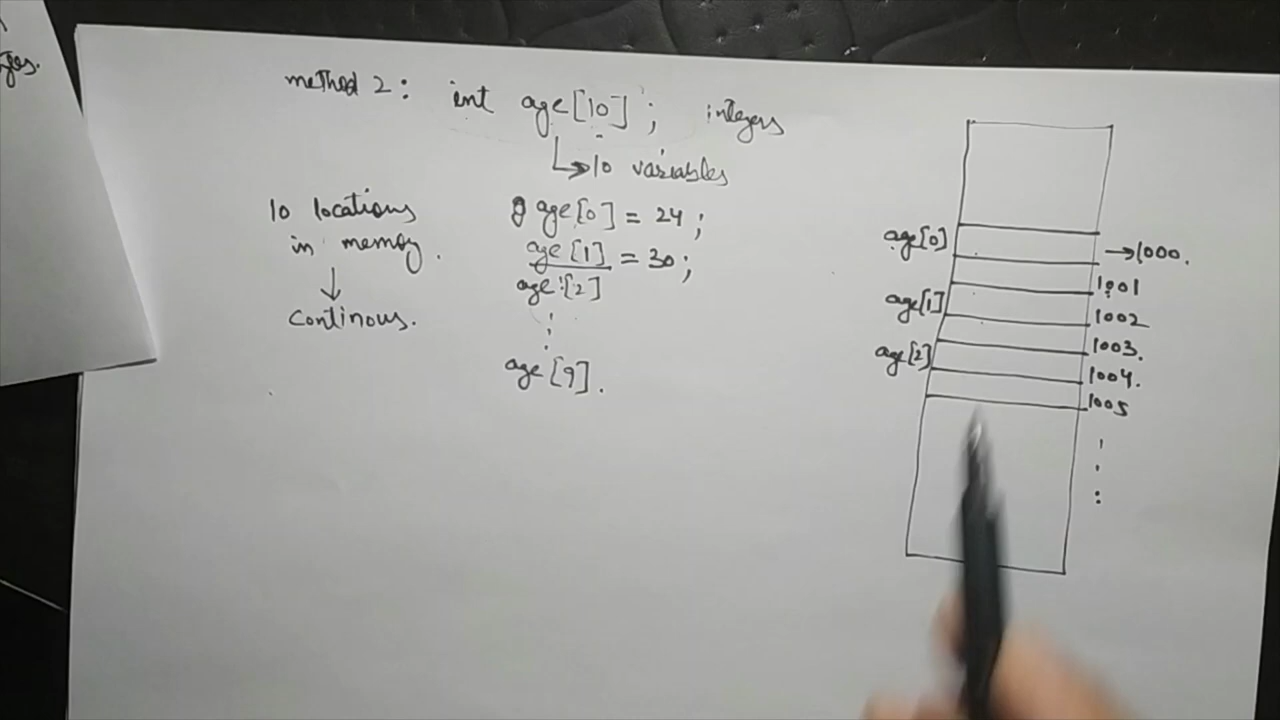 method 2: int age[10]; integers
↳10 variables
10 locations
in memory.
↓
continous.
age[0] = 24;
age[1] = 30;
age[2]
⋮
age[9].
age[0]
age[1]
age[2]
→1000.
1001
1002
1003.
1004.
1005
⋮